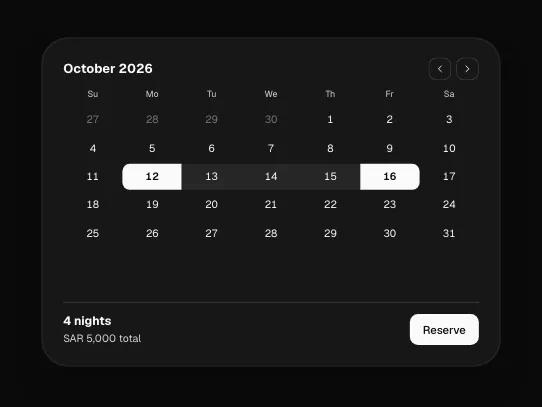 October 2026
Su Mo Tu We Th Fr Sa
27 28 29 30 1 2 3
4 5 6 7 8 9 10
11 12 13 14 15 16 17
18 19 20 21 22 23 24
25 26 27 28 29 30 31
4 nights
SAR 5,000 total
Reserve